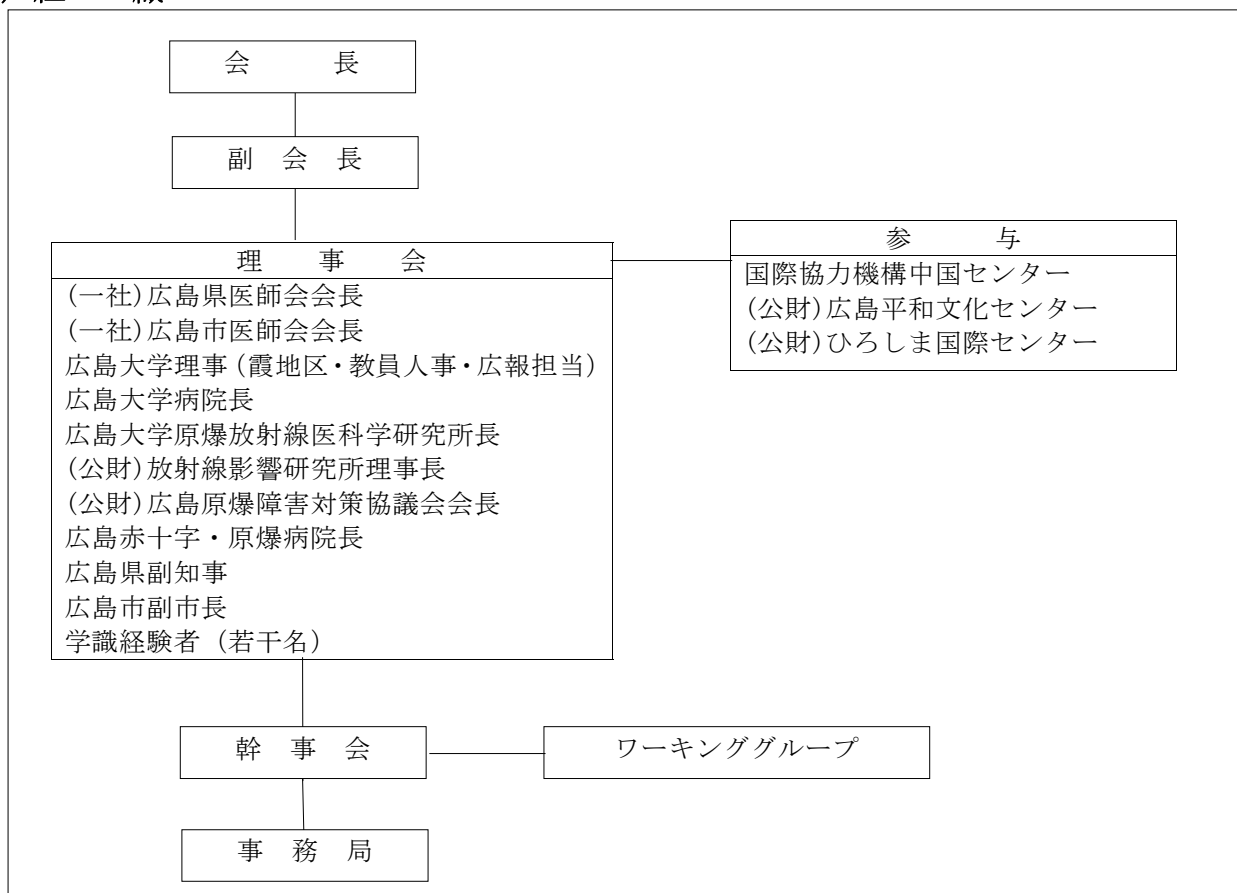 会長
副会長
理事会
(一社)広島県医師会会長
(一社)広島市医師会会長
広島大学理事(霞地区・教員人事・広報担当)
広島大学病院長
広島大学原爆放射線医科学研究所長
(公財)放射線影響研究所理事長
(公財)広島原爆障害対策協議会会長
広島赤十字・原爆病院長
広島県副知事
広島市副市長
学識経験者(若干名)
参与
国際協力機構中国センター
(公財)広島平和文化センター
(公財)ひろしま国際センター
幹事会
ワーキンググループ
事務局